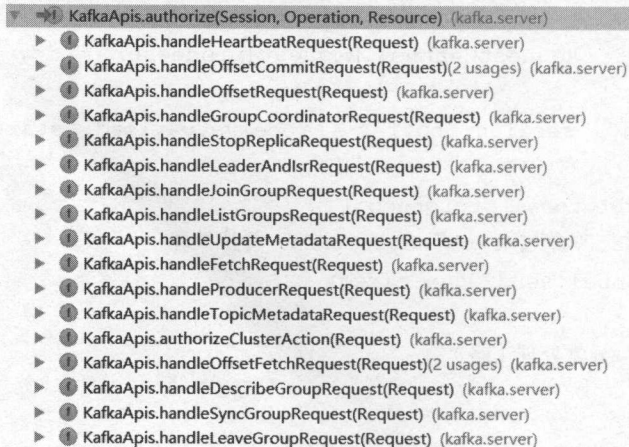 KafkaApis.authorize(Session, Operation, Resource) (kafka.server)
KafkaApis.handleHeartbeatRequest(Request) (kafka.server)
KafkaApis.handleOffsetCommitRequest(Request)(2 usages) (kafka.server)
KafkaApis.handleOffsetRequest(Request) (kafka.server)
KafkaApis.handleGroupCoordinatorRequest(Request) (kafka.server)
KafkaApis.handleStopReplicaRequest(Request) (kafka.server)
KafkaApis.handleLeaderAndIsrRequest(Request) (kafka.server)
KafkaApis.handleJoinGroupRequest(Request) (kafka.server)
KafkaApis.handleListGroupsRequest(Request) (kafka.server)
KafkaApis.handleUpdateMetadataRequest(Request) (kafka.server)
KafkaApis.handleFetchRequest(Request) (kafka.server)
KafkaApis.handleProducerRequest(Request) (kafka.server)
KafkaApis.handleTopicMetadataRequest(Request) (kafka.server)
KafkaApis.authorizeClusterAction(Request) (kafka.server)
KafkaApis.handleOffsetFetchRequest(Request)(2 usages) (kafka.server)
KafkaApis.handleDescribeGroupRequest(Request) (kafka.server)
KafkaApis.handleSyncGroupRequest(Request) (kafka.server)
KafkaApis.handleLeaveGroupRequest(Request) (kafka.server)